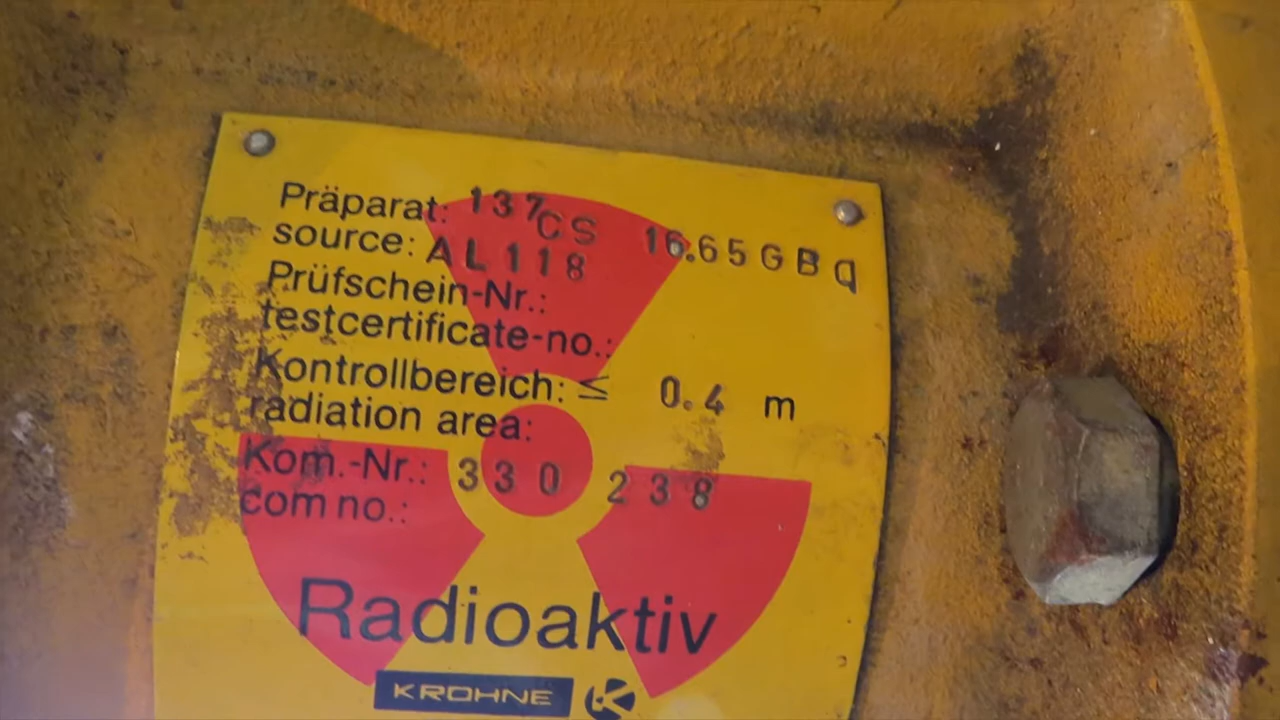 Präparat: 137CS 16.65GBq
source: AL118
Prüfschein-Nr.:
testcertificate-no.:
Kontrollbereich: ≤ 0.4 m
radiation area:
Kom.-Nr.: 330 238
com no.:
Radioaktiv
KROHNE